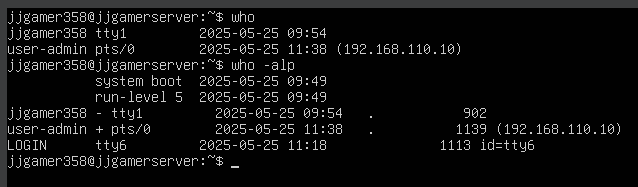 jjgamer358@jjgamerserver:~$ who
jjgamer358 tty1         2025-05-25 09:54
user-admin pts/0        2025-05-25 11:38 (192.168.110.10)
jjgamer358@jjgamerserver:~$ who -alp
           system boot  2025-05-25 09:49
           run-level 5  2025-05-25 09:49
jjgamer358 - tty1         2025-05-25 09:54   .           902
user-admin + pts/0        2025-05-25 11:38   .          1139 (192.168.110.10)
LOGIN      tty6         2025-05-25 11:18              1113 id=tty6
jjgamer358@jjgamerserver:~$ _